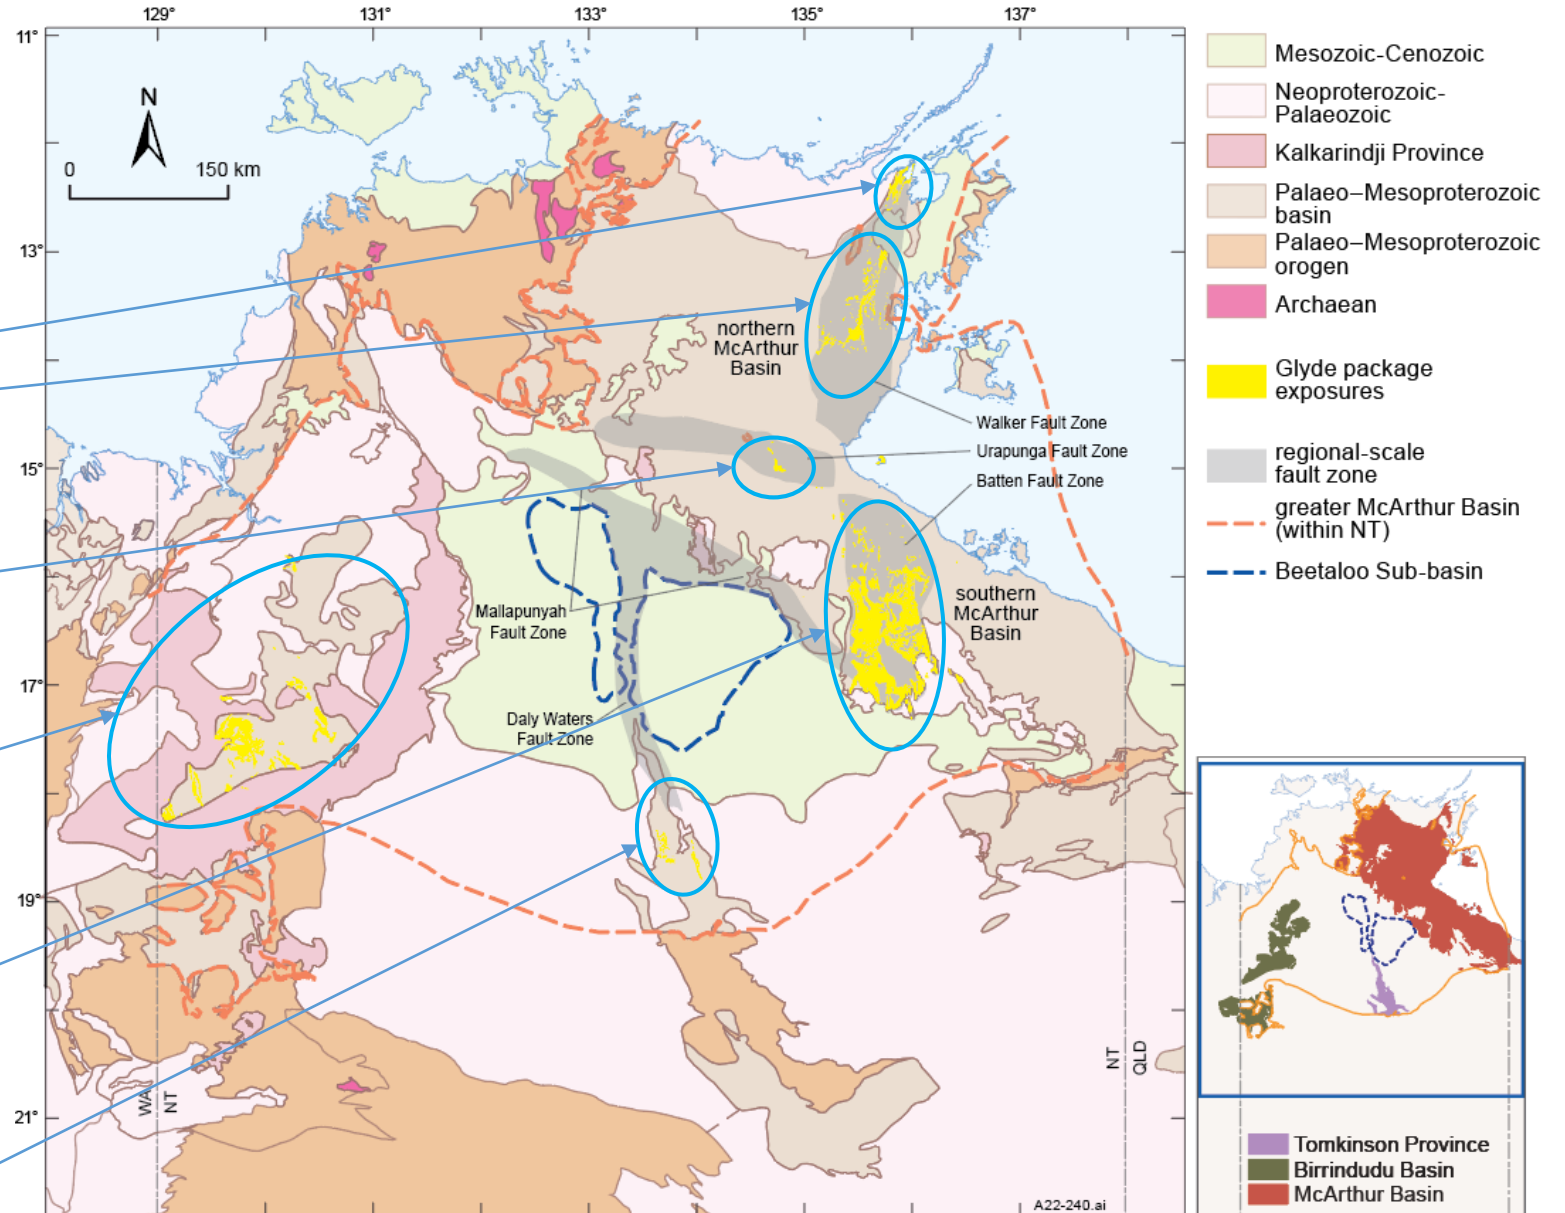 129°
131°
133°
135°
137°
11°
13°
15°
17°
19°
21°
N
0
150 km
northern
McArthur
Basin
Walker Fault Zone
Urapunga Fault Zone
Batten Fault Zone
Mallapunyah
Fault Zone
southern
McArthur
Basin
Daly Waters
Fault Zone
WA
NT
NT
QLD
A22-240.ai
Mesozoic-Cenozoic
Neoproterozoic-
Palaeozoic
Kalkarindji Province
Palaeo–Mesoproterozoic
basin
Palaeo–Mesoproterozoic
orogen
Archaean
Glyde package
exposures
regional-scale
fault zone
greater McArthur Basin
(within NT)
Beetaloo Sub-basin
Tomkinson Province
Birrindudu Basin
McArthur Basin